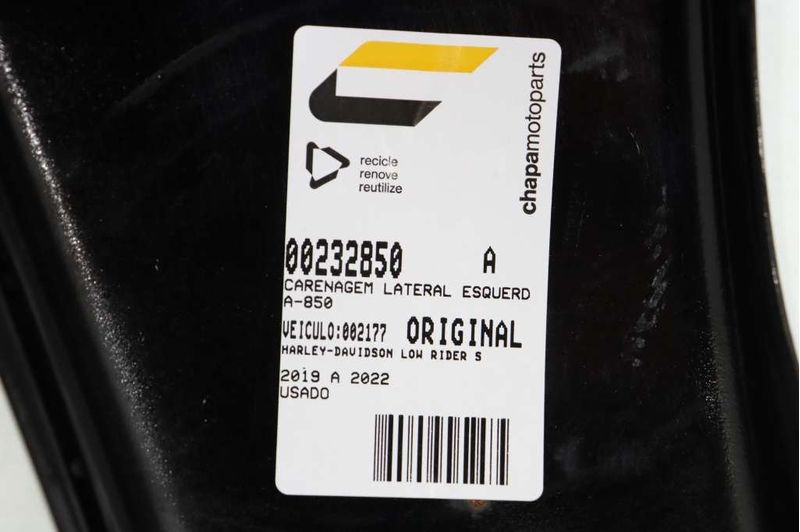 chapamotoparts
recicle
renove
reutilize
00232850 A
CARENAGEM LATERAL ESQUERD
A-850
VEICULO:002177 ORIGINAL
HARLEY-DAVIDSON LOW RIDER S
2019 A 2022
USADO